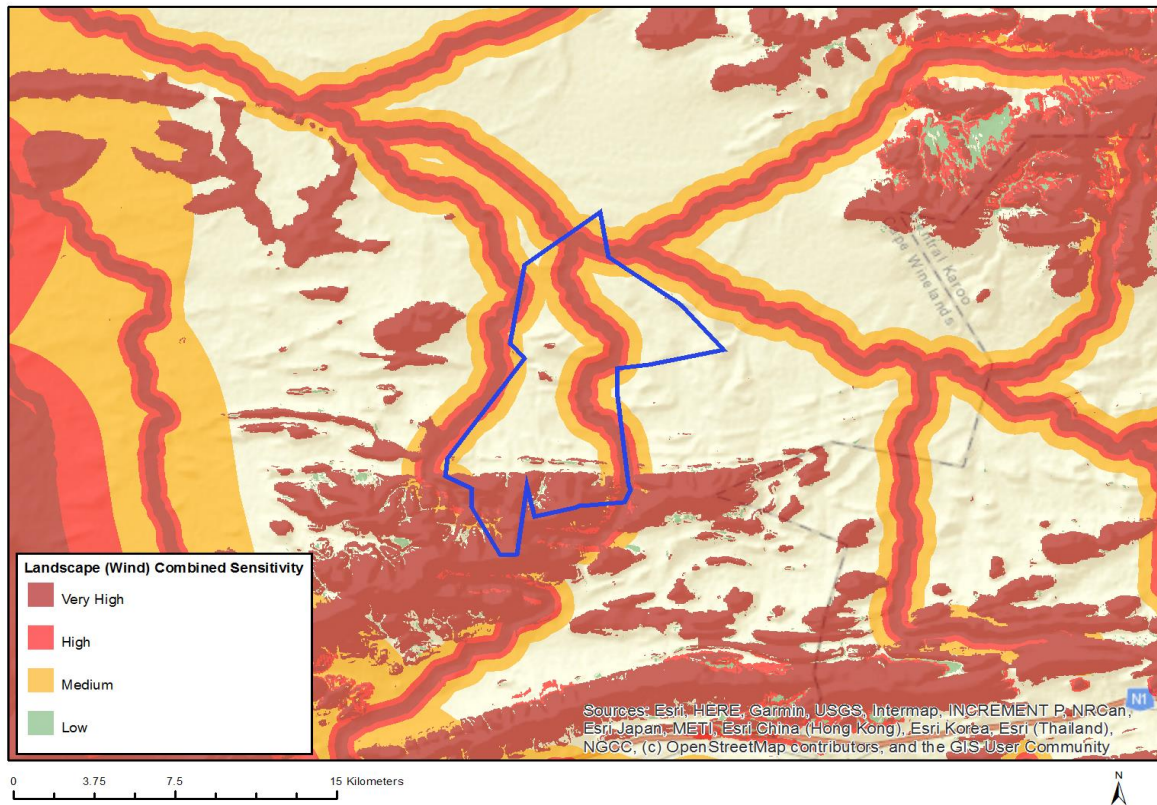 Central Karoo
Cape Winelands
Landscape (Wind) Combined Sensitivity
Very High
High
Medium
Low
N1
Sources: Esri, HERE, Garmin, USGS, Intermap, INCREMENT P, NRCan,
Esri Japan, METI, Esri China (Hong Kong), Esri Korea, Esri (Thailand),
NGCC, (c) OpenStreetMap contributors, and the GIS User Community
0 3.75 7.5 15 Kilometers
N